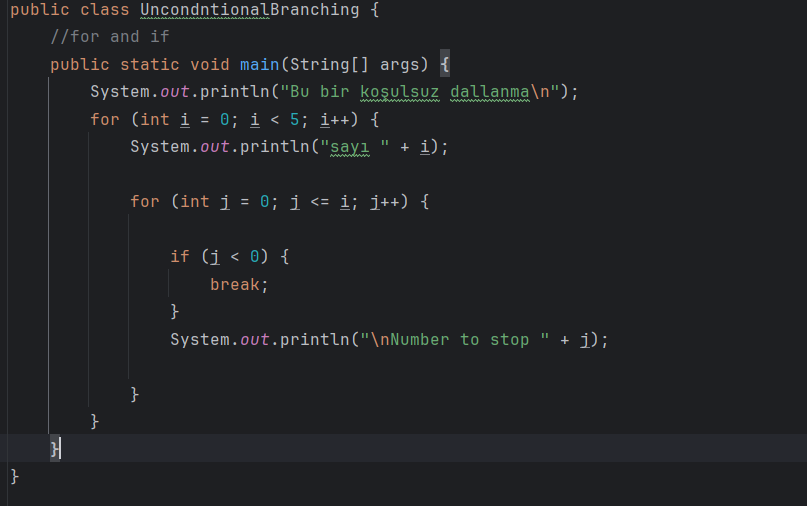 public class UncondntionalBranching {
//for and if
public static void main(String[] args) {
System.out.println("Bu bir koşulsuz dallanma\n");
for (int i = 0; i < 5; i++) {
System.out.println("sayı " + i);
for (int j = 0; j <= i; j++) {
if (j < 0) {
break;
}
System.out.println("\nNumber to stop " + j);
}
}
}
}